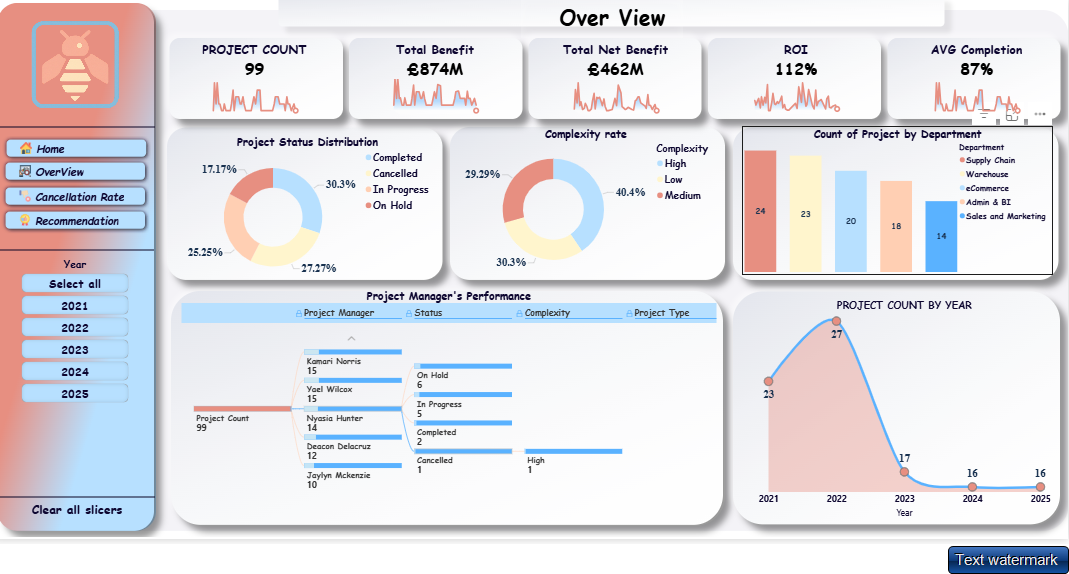 Over View
PROJECT COUNT
99
Total Benefit
£874M
Total Net Benefit
£462M
ROI
112%
AVG Completion
87%
Home
OverView
Cancellation Rate
Recommendation
Year
Select all
2021
2022
2023
2024
2025
Clear all slicers
Project Status Distribution
17.17%
30.3%
25.25%
27.27%
Completed
Cancelled
In Progress
On Hold
Complexity rate
29.29%
40.4%
30.3%
Complexity
High
Low
Medium
Count of Project by Department
24
23
20
18
14
Department
Supply Chain
Warehouse
eCommerce
Admin & BI
Sales and Marketing
Project Manager's Performance
Project Manager
Status
Complexity
Project Type
Project Count
99
Kamari Norris
15
Yael Wilcox
15
Nyasia Hunter
14
Deacon Delacruz
12
Jaylyn Mckenzie
10
On Hold
6
In Progress
5
Completed
2
Cancelled
1
High
1
PROJECT COUNT BY YEAR
23
27
17
16
16
2021 2022 2023 2024 2025
Year
Text watermark